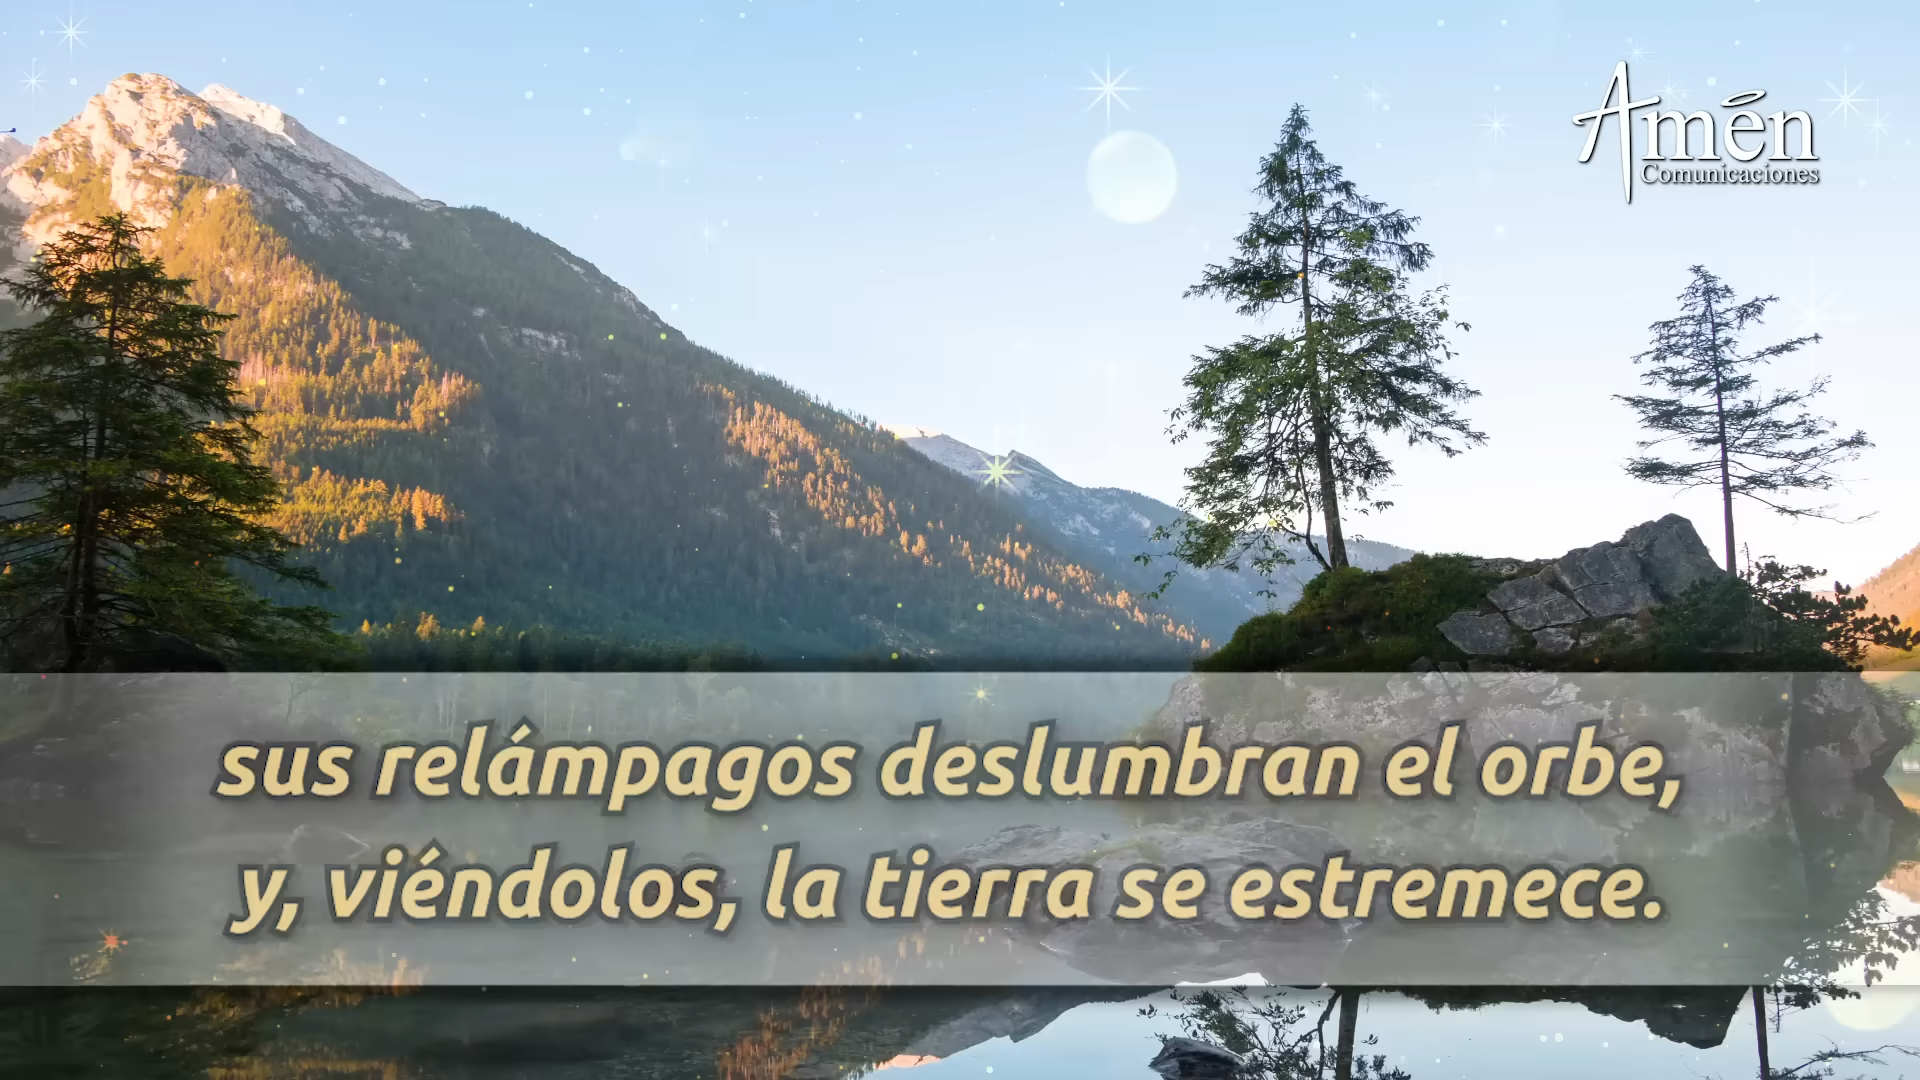 Amén
Comunicaciones
sus relámpagos deslumbran el orbe,
y, viéndolos, la tierra se estremece.